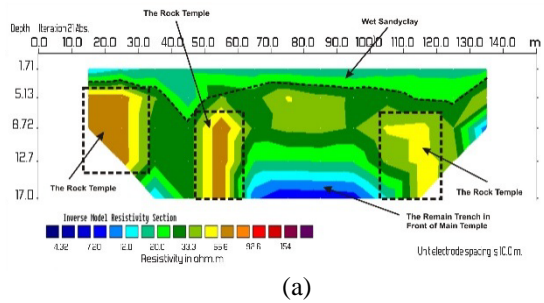 The Rock Temple
Wet Sandyclay
Depth Iteration 2 Abs.
0.0 10.0 20.0 30.0 40.0 50.0 60.0 70.0 80.0 90.0 100.0 110.0 120.0 130.0 140.0 m
1.71
5.13
8.72
12.7
17.0
The Rock Temple
The Rock Temple
The Remain Trench in
Front of Main Temple
Inverse Model Resistivity Section
4.32 7.20 12.0 20.0 33.3 55.6 92.6 154
Resistivity in ohm.m
Unit electrode spacing is 10.0 m.
(a)